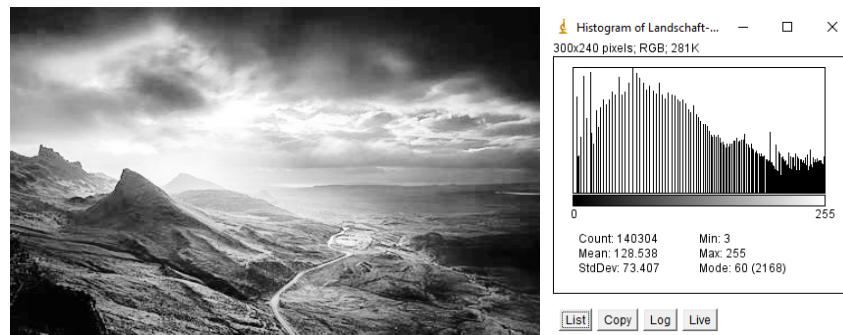 Histogram of Landschaft-...
300x240 pixels; RGB; 281K
0 255
Count: 140304 Min: 3
Mean: 128.538 Max: 255
StdDev: 73.407 Mode: 60 (2168)
List Copy Log Live